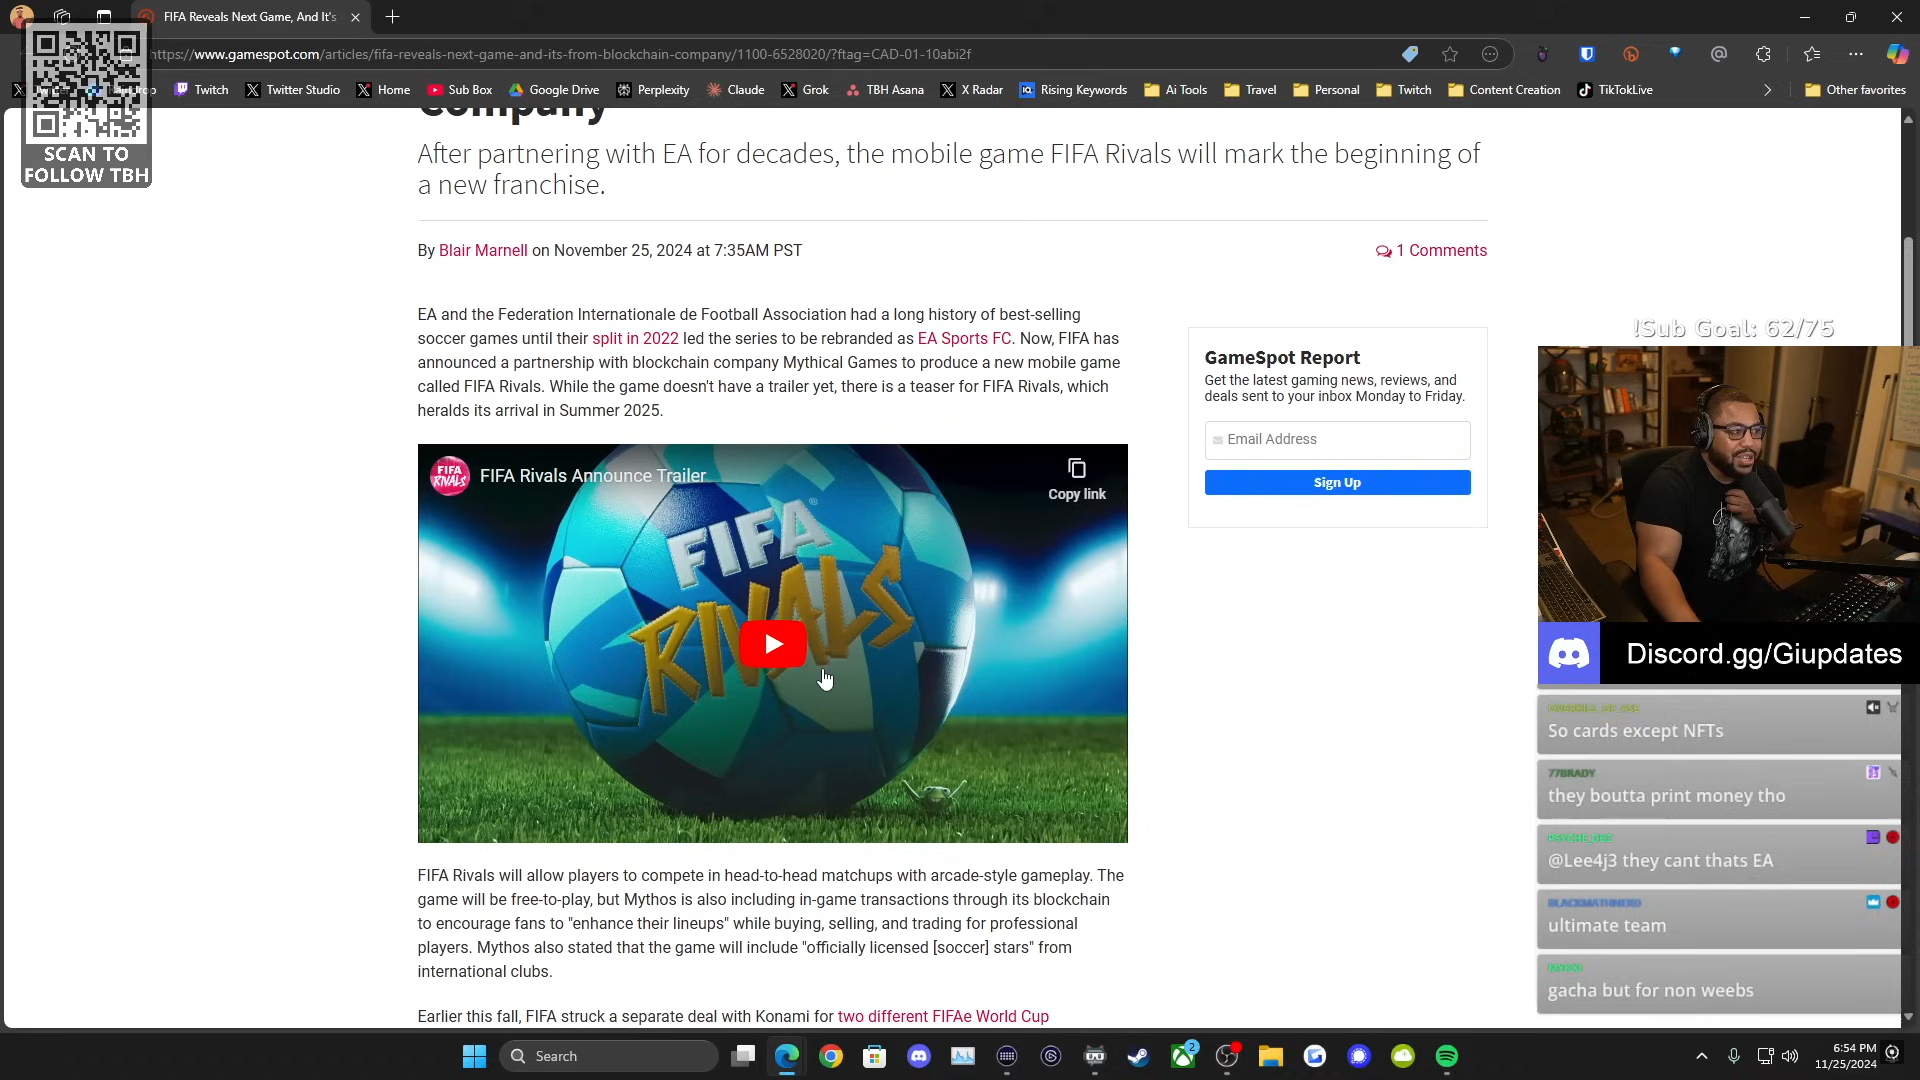 FIFA Reveals Next Game, And It's
https://www.gamespot.com/articles/fifa-reveals-next-game-and-its-from-blockchain-company/1100-6528020/?ftag=CAD-01-10abi2f
Twitch
Twitter Studio
Home
Sub Box
Google Drive
Perplexity
Claude
Grok
TBH Asana
X Radar
Rising Keywords
Ai Tools
Travel
Personal
Twitch
Content Creation
TikTokLive
Other favorites
SCAN TO
FOLLOW TBH
Company
After partnering with EA for decades, the mobile game FIFA Rivals will mark the beginning of
a new franchise.
By Blair Marnell on November 25, 2024 at 7:35AM PST
1 Comments
EA and the Federation Internationale de Football Association had a long history of best-selling
soccer games until their split in 2022 led the series to be rebranded as EA Sports FC. Now, FIFA has
announced a partnership with blockchain company Mythical Games to produce a new mobile game
called FIFA Rivals. While the game doesn't have a trailer yet, there is a teaser for FIFA Rivals, which
heralds its arrival in Summer 2025.
GameSpot Report
Get the latest gaming news, reviews, and
deals sent to your inbox Monday to Friday.
Email Address
Sign Up
FIFA
RIVALS
FIFA Rivals Announce Trailer
Copy link
FIFA
RIVALS
FIFA Rivals will allow players to compete in head-to-head matchups with arcade-style gameplay. The
game will be free-to-play, but Mythos is also including in-game transactions through its blockchain
to encourage fans to "enhance their lineups" while buying, selling, and trading for professional
players. Mythos also stated that the game will include "officially licensed [soccer] stars" from
international clubs.
Earlier this fall, FIFA struck a separate deal with Konami for two different FIFAe World Cup
!Sub Goal: 62/75
Discord.gg/Giupdates
So cards except NFTs
77BRADY
they boutta print money tho
@Lee4j3 they cant thats EA
BLACKMATHNERD
ultimate team
gacha but for non weebs
Search
2
6:54 PM
11/25/2024